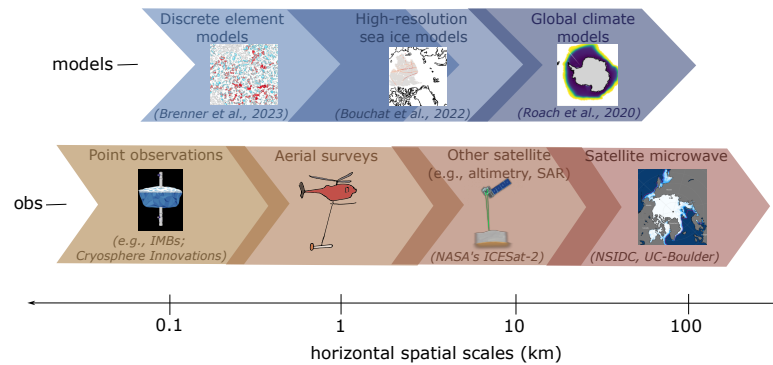 Discrete element
models
High-resolution
sea ice models
Global climate
models
models
(Brenner et al., 2023)
(Bouchat et al., 2022)
(Roach et al., 2020)
Point observations
Aerial surveys
Other satellite
(e.g., altimetry, SAR)
Satellite microwave
obs
(e.g., IMBs;
Cryosphere Innovations)
(NASA's ICESat-2)
(NSIDC, UC-Boulder)
0.1
1
10
100
horizontal spatial scales (km)